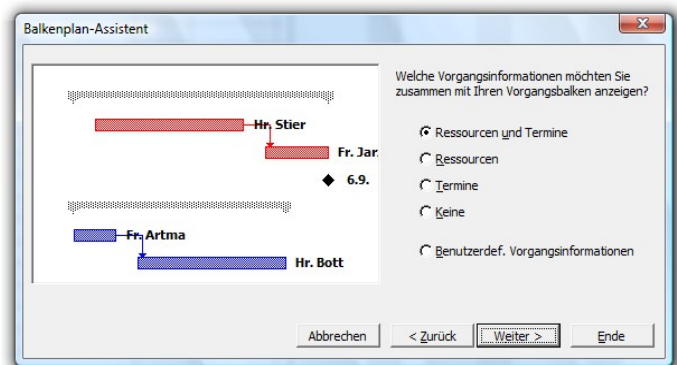 Balkenplan-Assistent
Hr. Stier
Fr. Jar.
6.9.
Fr. Artma
Hr. Bott
Welche Vorgangsinformationen möchten Sie
zusammen mit Ihren Vorgangsbalken anzeigen?
Ressourcen und Termine
Ressourcen
Termine
Keine
Benutzerdef. Vorgangsinformationen
Abbrechen
< Zurück
Weiter >
Ende